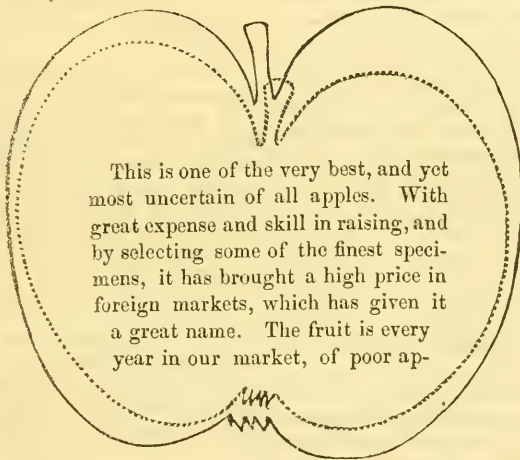 This is one of the very best, and yet
most uncertain of all apples. With
great expense and skill in raising, and
by selecting some of the finest speci-
mens, it has brought a high price in
foreign markets, which has given it
a great name. The fruit is every
year in our market, of poor ap-